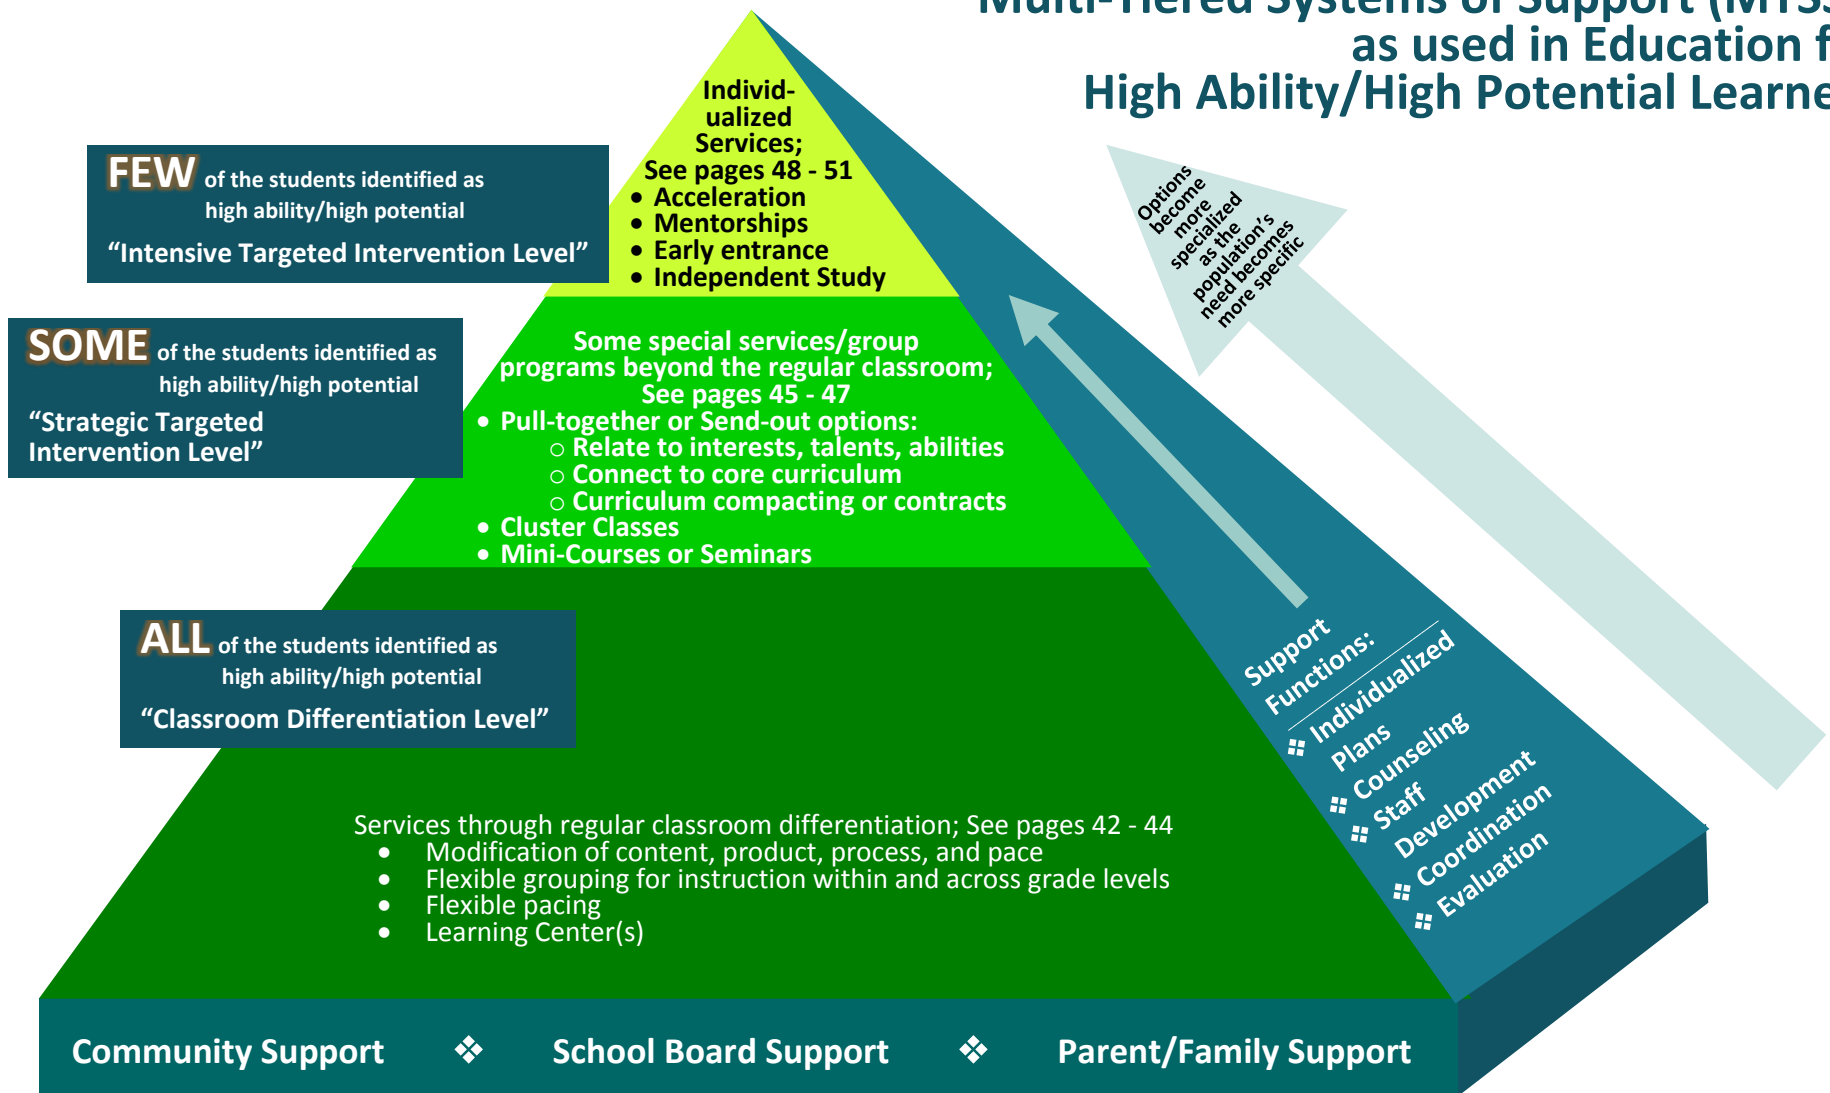 Multi-Tiered Systems of Support (MTSS
as used in Education f
High Ability/High Potential Learne
Individ-
ualized
Services;
See pages 48 - 51
• Acceleration
• Mentorships
• Early entrance
• Independent Study
FEW of the students identified as
high ability/high potential
“Intensive Targeted Intervention Level”
Options
become
more
specialized
as the
population’s
need becomes
more specific
SOME of the students identified as
high ability/high potential
“Strategic Targeted
Intervention Level”
Some special services/group
programs beyond the regular classroom;
See pages 45 - 47
• Pull-together or Send-out options:
○ Relate to interests, talents, abilities
○ Connect to core curriculum
○ Curriculum compacting or contracts
• Cluster Classes
• Mini-Courses or Seminars
ALL of the students identified as
high ability/high potential
“Classroom Differentiation Level”
Services through regular classroom differentiation; See pages 42 - 44
• Modification of content, product, process, and pace
• Flexible grouping for instruction within and across grade levels
• Flexible pacing
• Learning Center(s)
Support
Functions:
❖ Individualized
Plans
❖ Counseling
❖ Staff
Development
❖ Coordination
❖ Evaluation
Community Support ❖ School Board Support ❖ Parent/Family Support